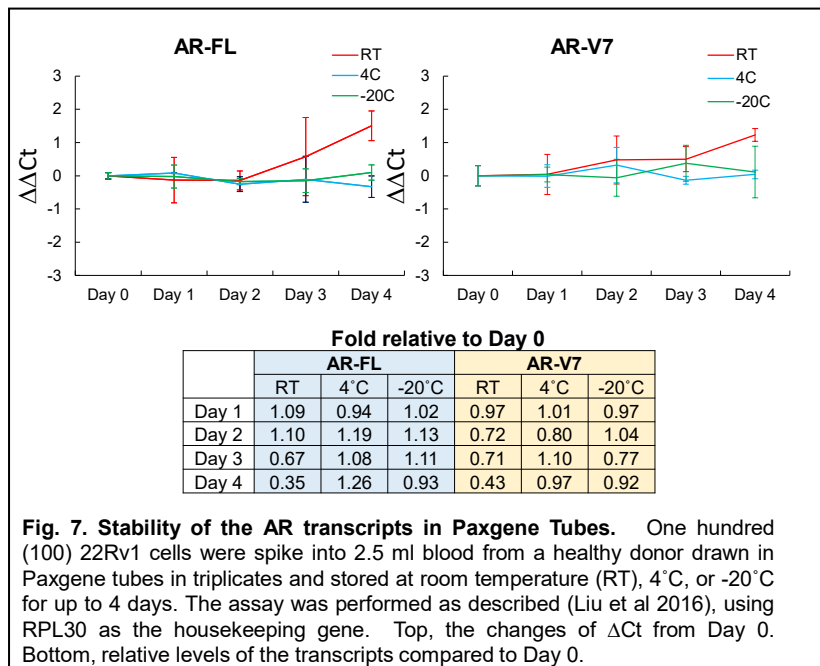 AR-FL
AR-V7
RT
4C
-20C
RT
4C
-20C
ΔΔCt
3
2
1
0
-1
-2
-3
Day 0 Day 1 Day 2 Day 3 Day 4
ΔΔCt
3
2
1
0
-1
-2
-3
Day 0 Day 1 Day 2 Day 3 Day 4
Fold relative to Day 0
AR-FL AR-V7
RT 4˚C -20˚C RT 4˚C -20˚C
Day 1 1.09 0.94 1.02 0.97 1.01 0.97
Day 2 1.10 1.19 1.13 0.72 0.80 1.04
Day 3 0.67 1.08 1.11 0.71 1.10 0.77
Day 4 0.35 1.26 0.93 0.43 0.97 0.92
Fig. 7. Stability of the AR transcripts in Paxgene Tubes. One hundred
(100) 22Rv1 cells were spike into 2.5 ml blood from a healthy donor drawn in
Paxgene tubes in triplicates and stored at room temperature (RT), 4˚C, or -20˚C
for up to 4 days. The assay was performed as described (Liu et al 2016), using
RPL30 as the housekeeping gene. Top, the changes of ΔCt from Day 0.
Bottom, relative levels of the transcripts compared to Day 0.